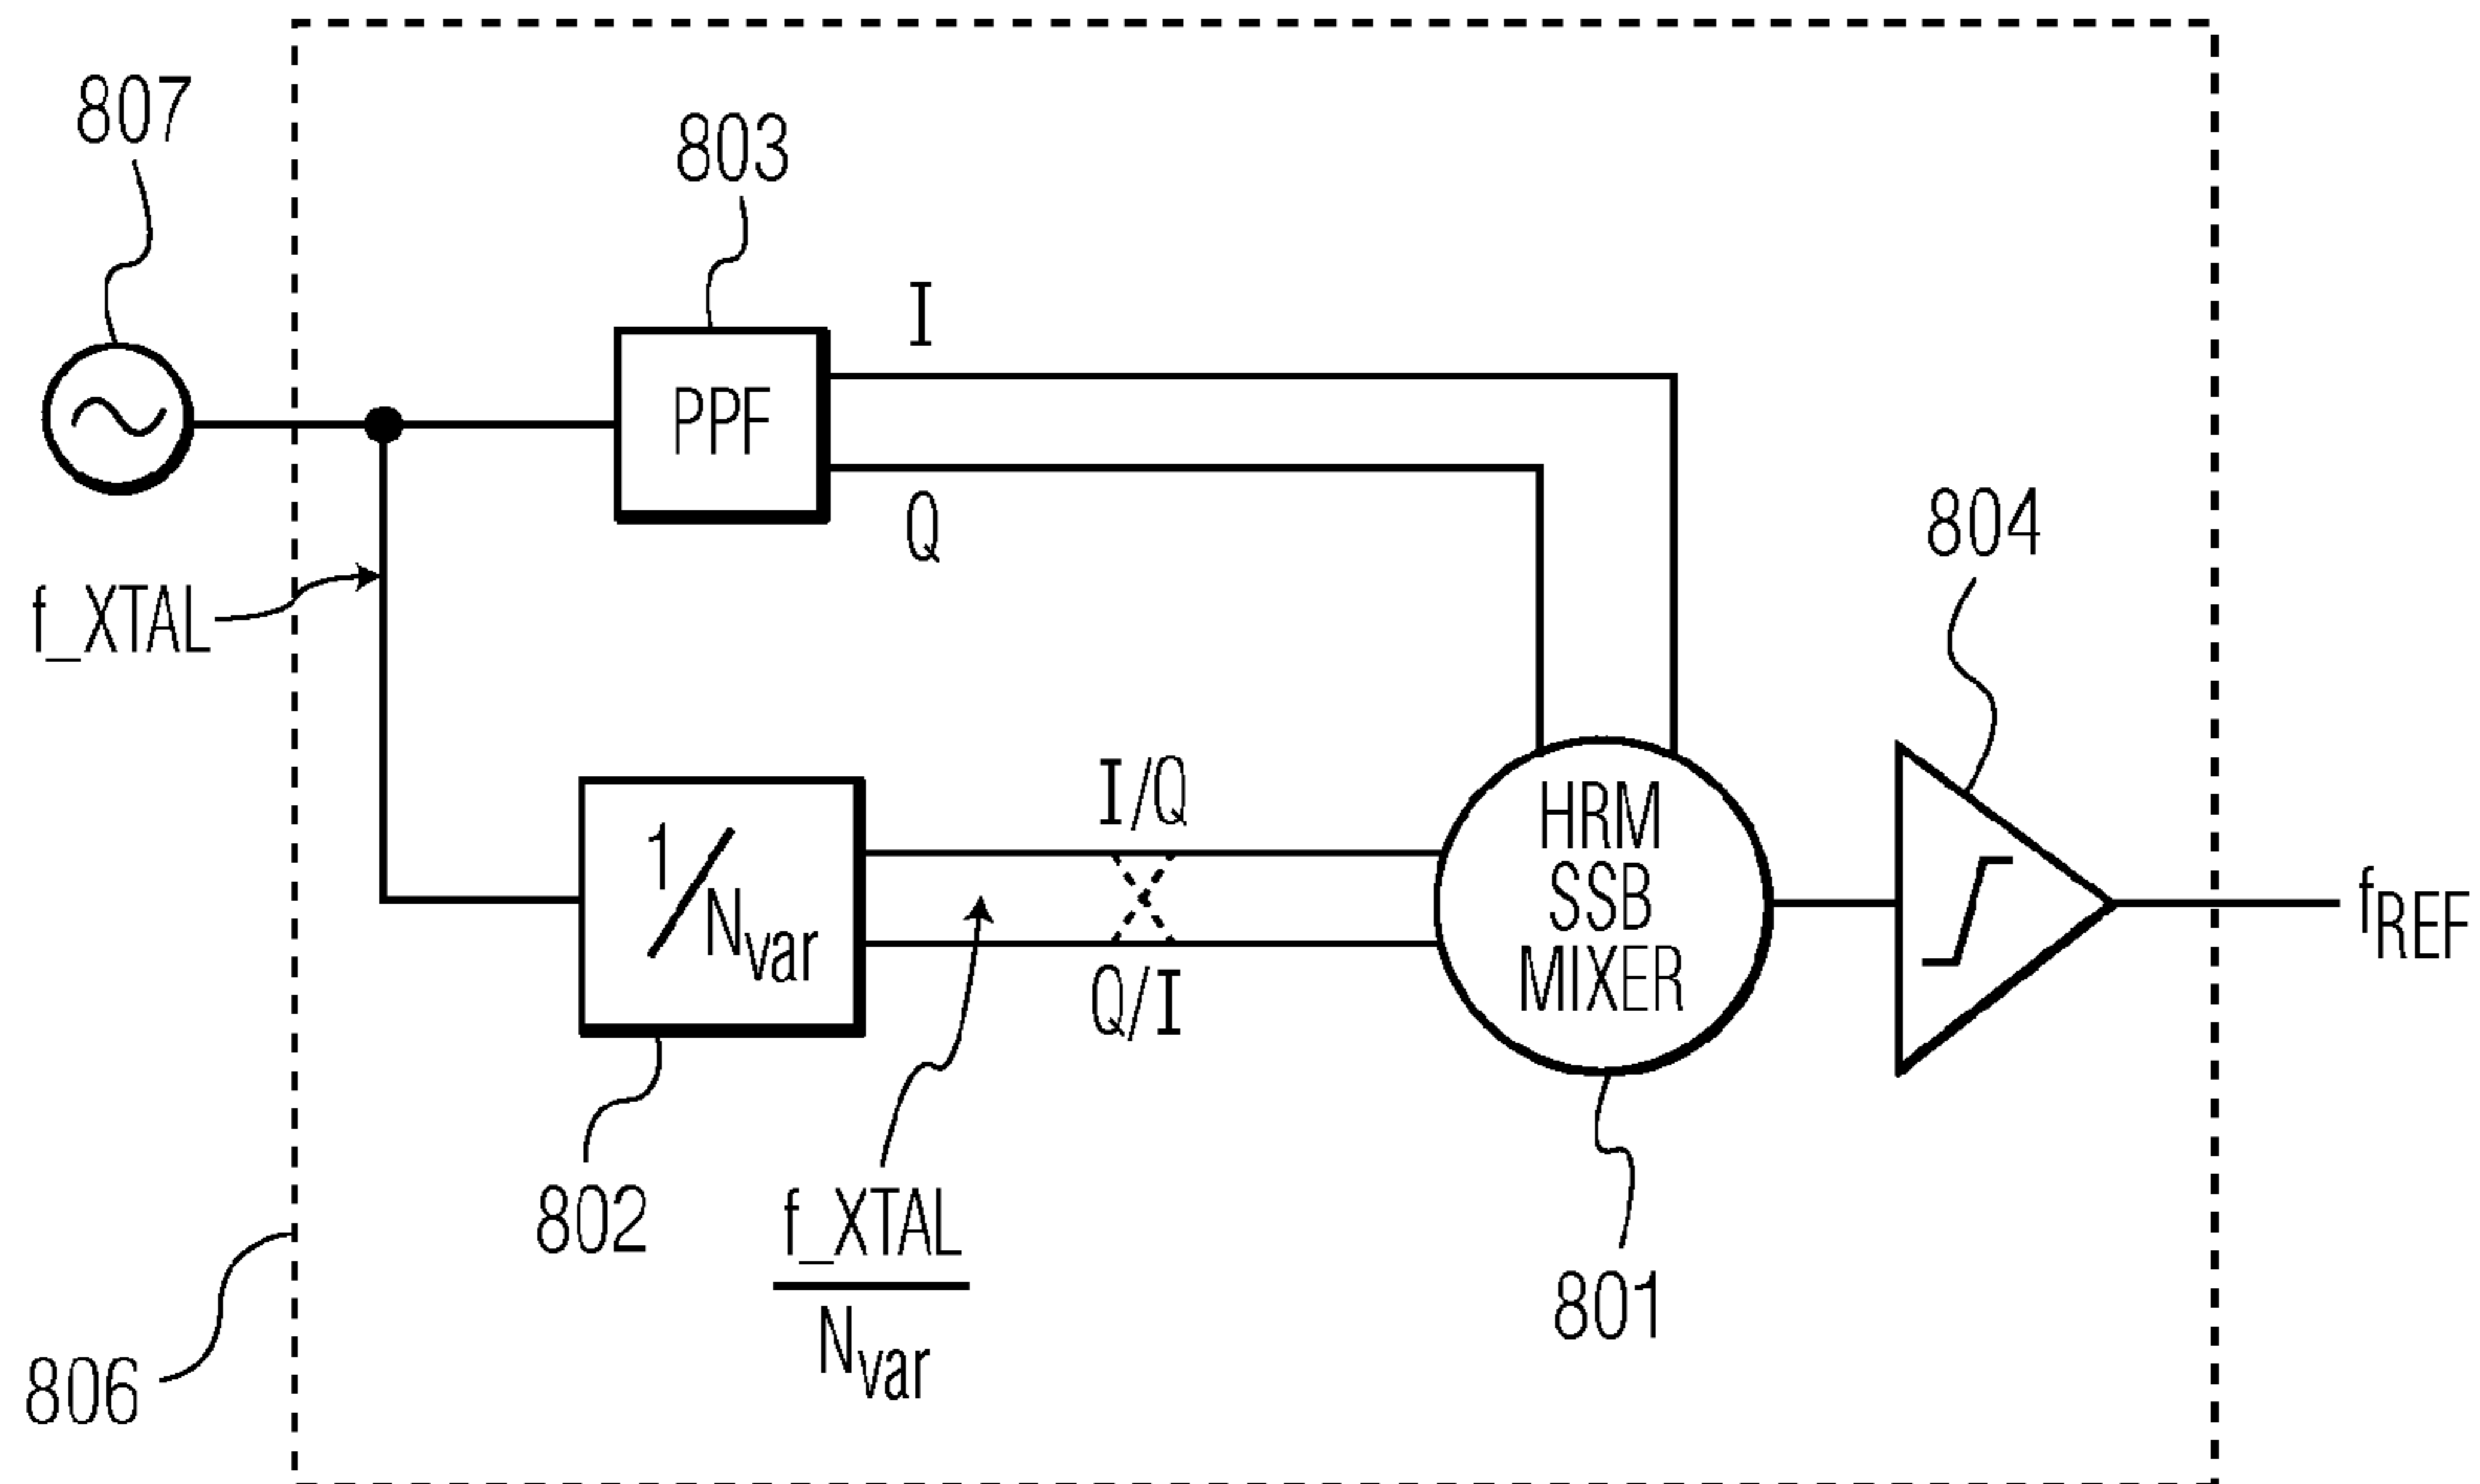 807
803
I
PPF
Q
804
f_XTAL
I/Q
HRM
SSB
MIXER
1/Nvar
fREF
Q/I
802
f_XTAL
Nvar
801
806